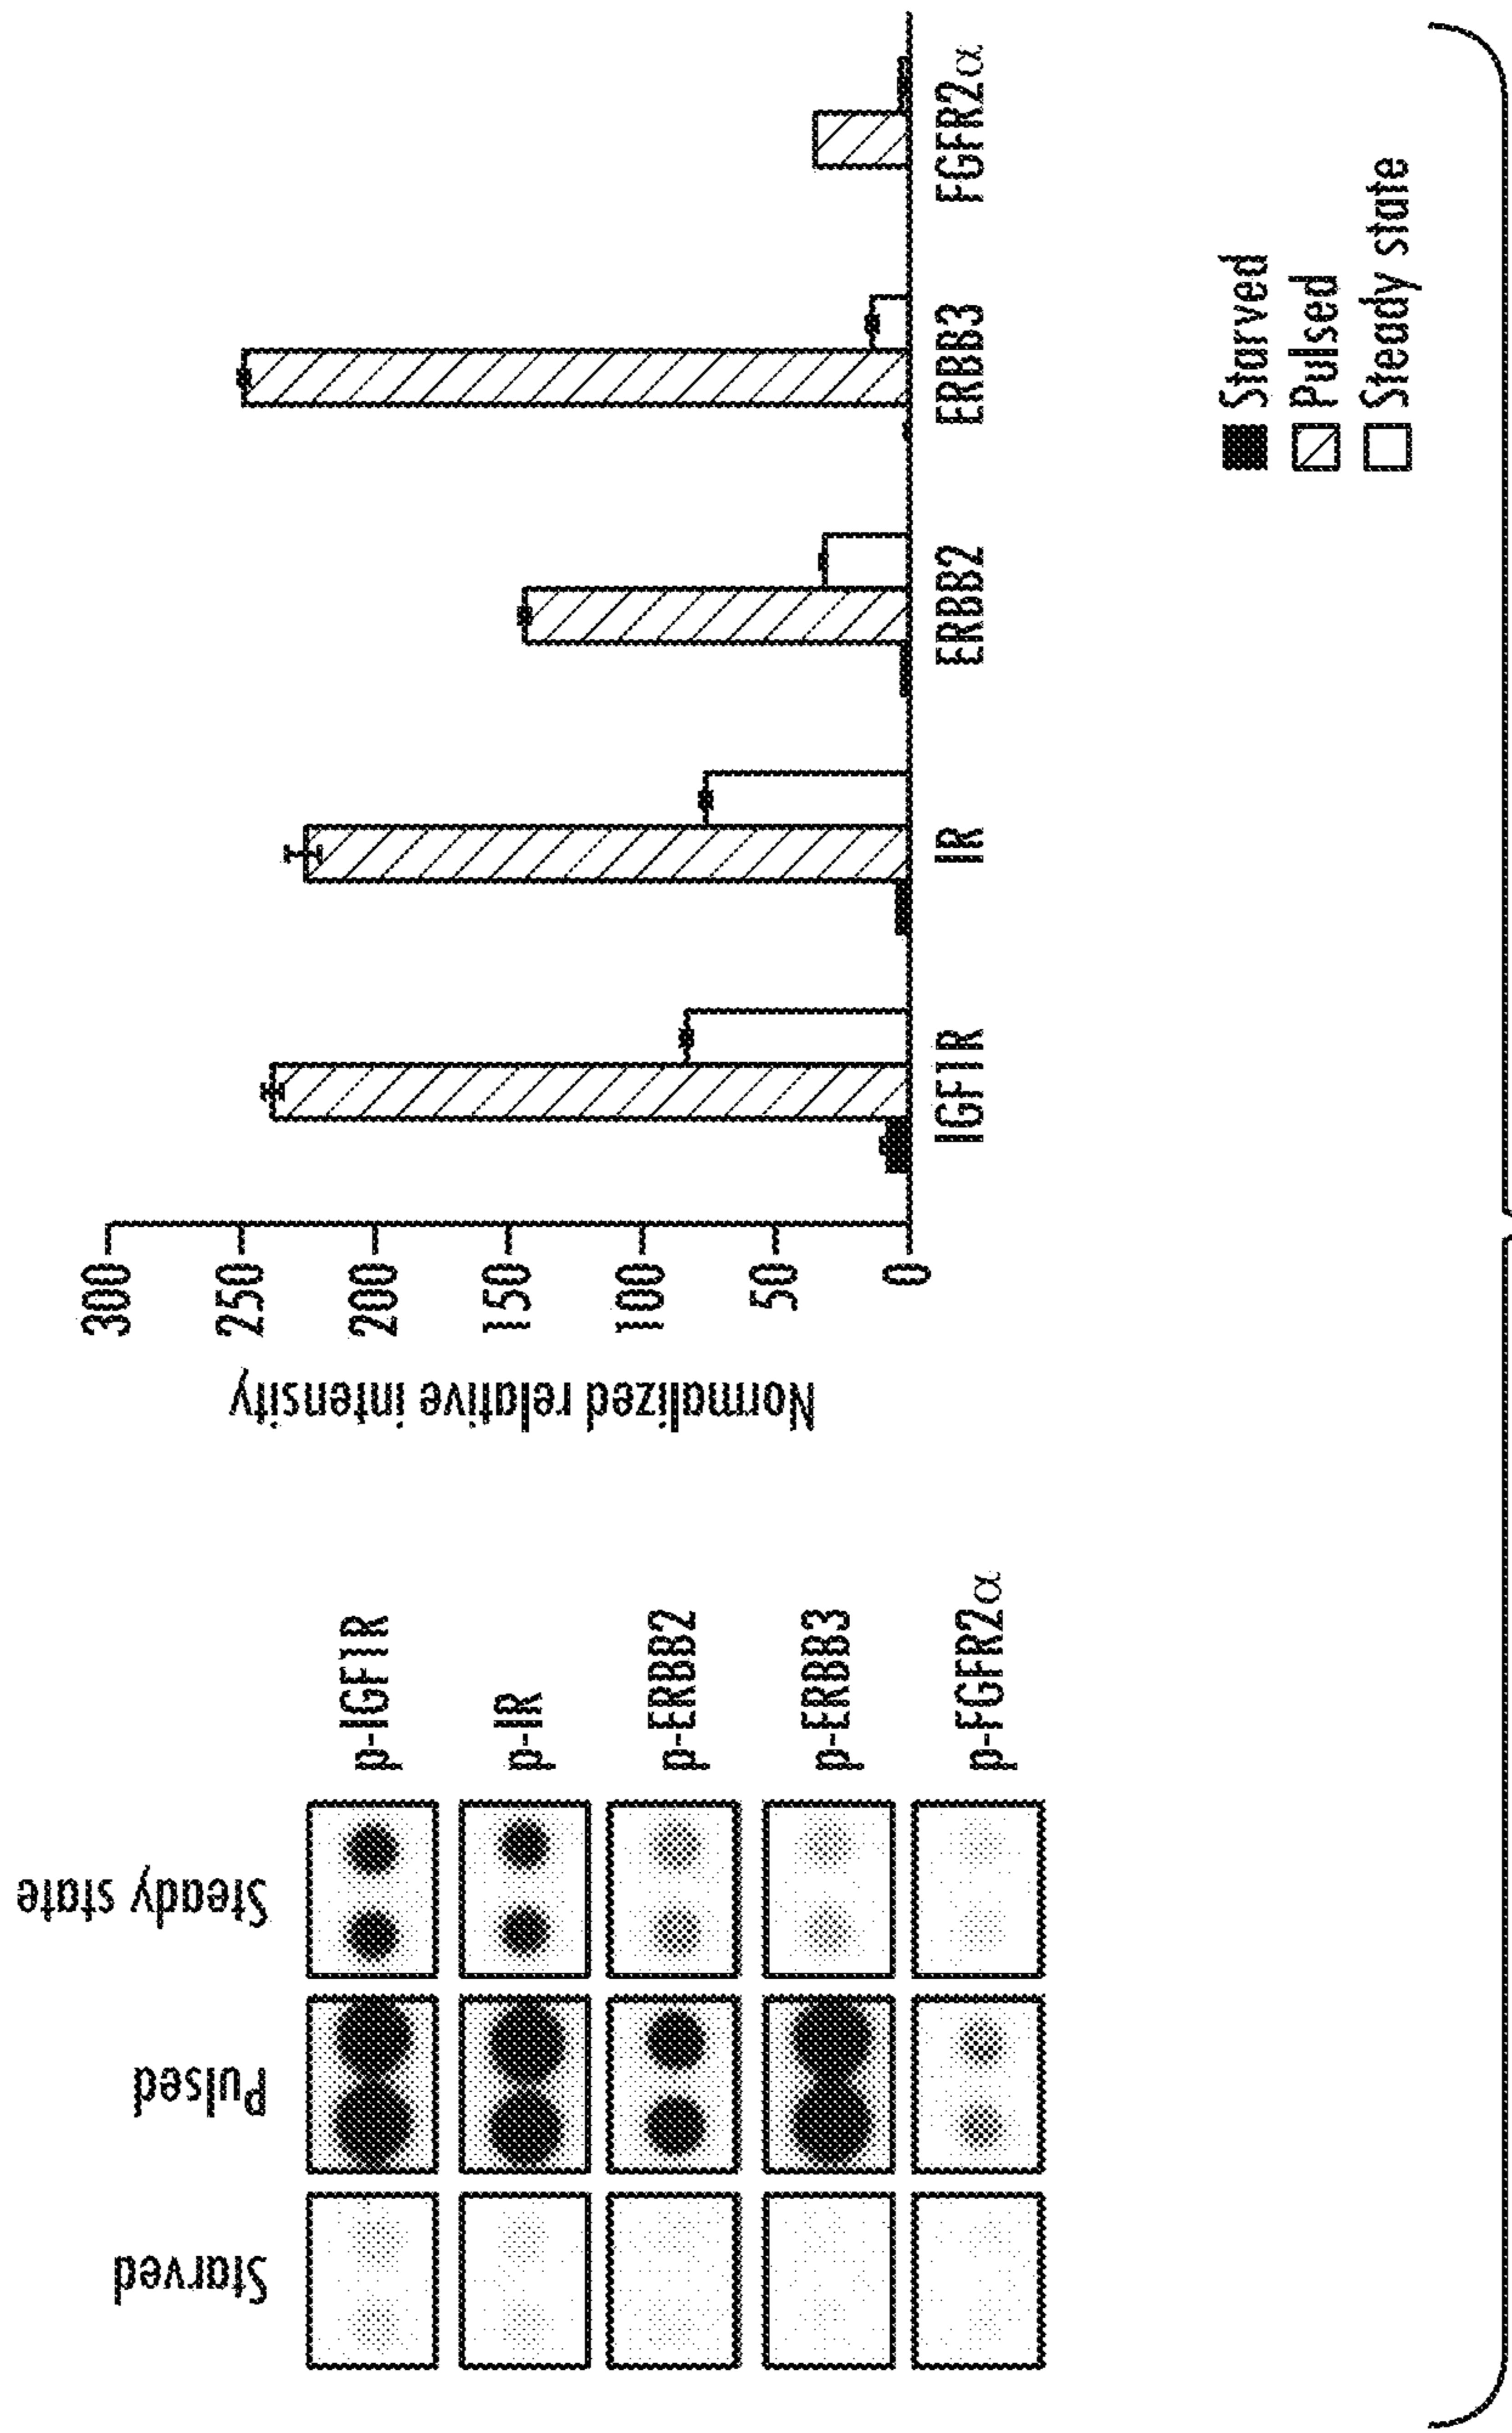 Starved
Pulsed
Steady state
p-IGF1R
p-IR
p-ERBB2
p-ERBB3
p-FGFR2α
Normalized relative intensity
300
250
200
150
100
50
0
IGF1R
IR
ERBB2
ERBB3
FGFR2α
Starved
Pulsed
Steady state